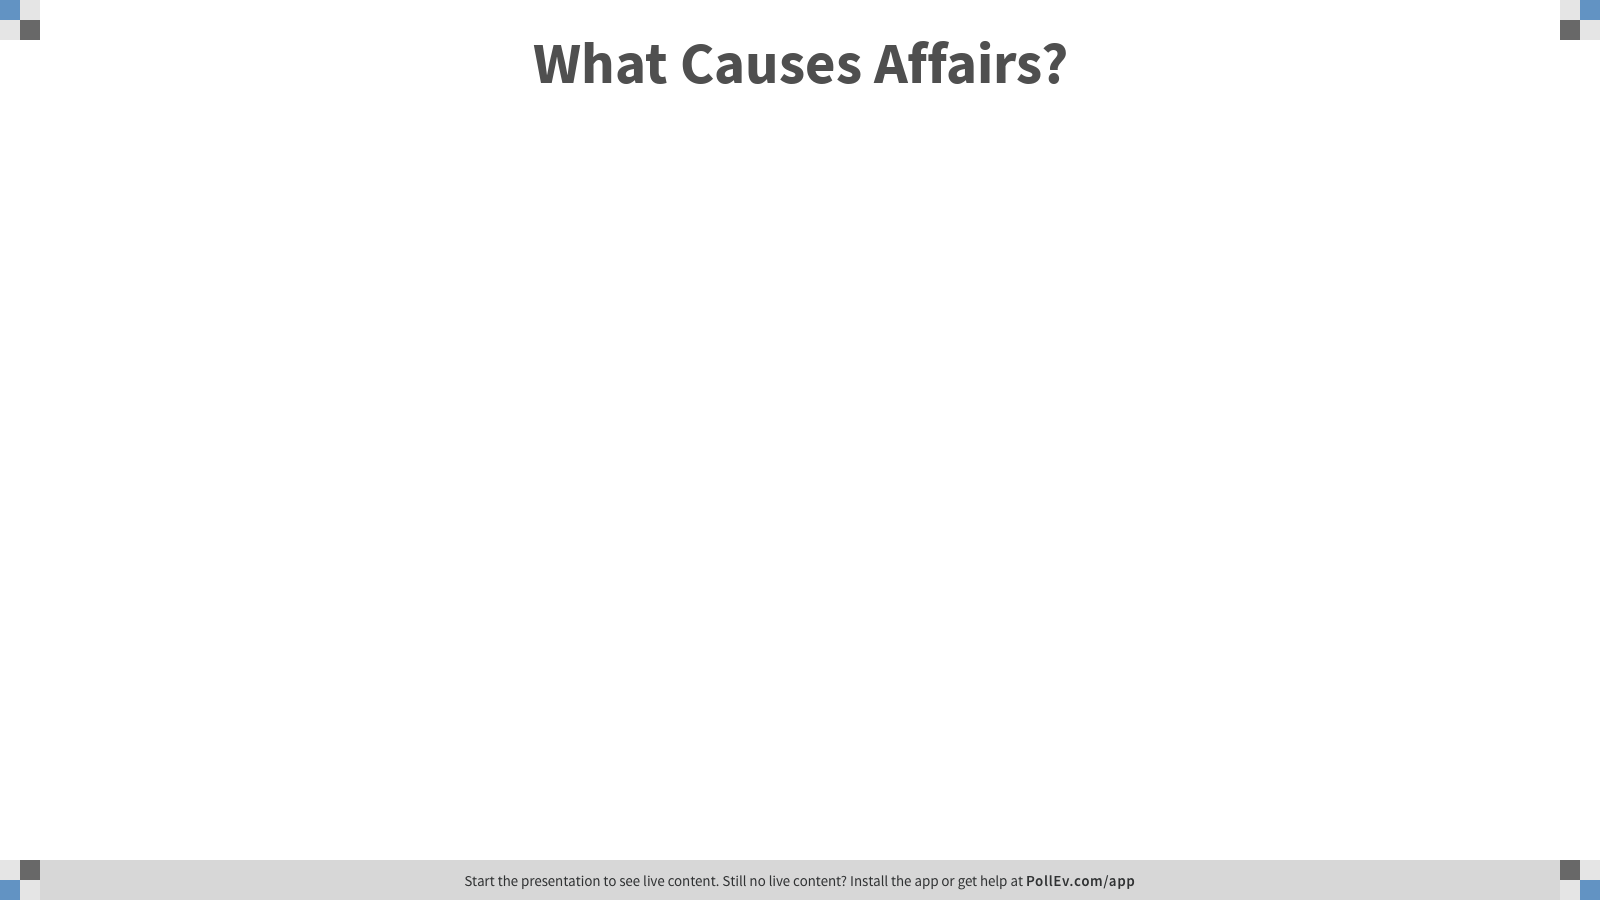 What Causes Affairs?
Start the presentation to see live content. Still no live content? Install the app or get help at PollEv.com/app